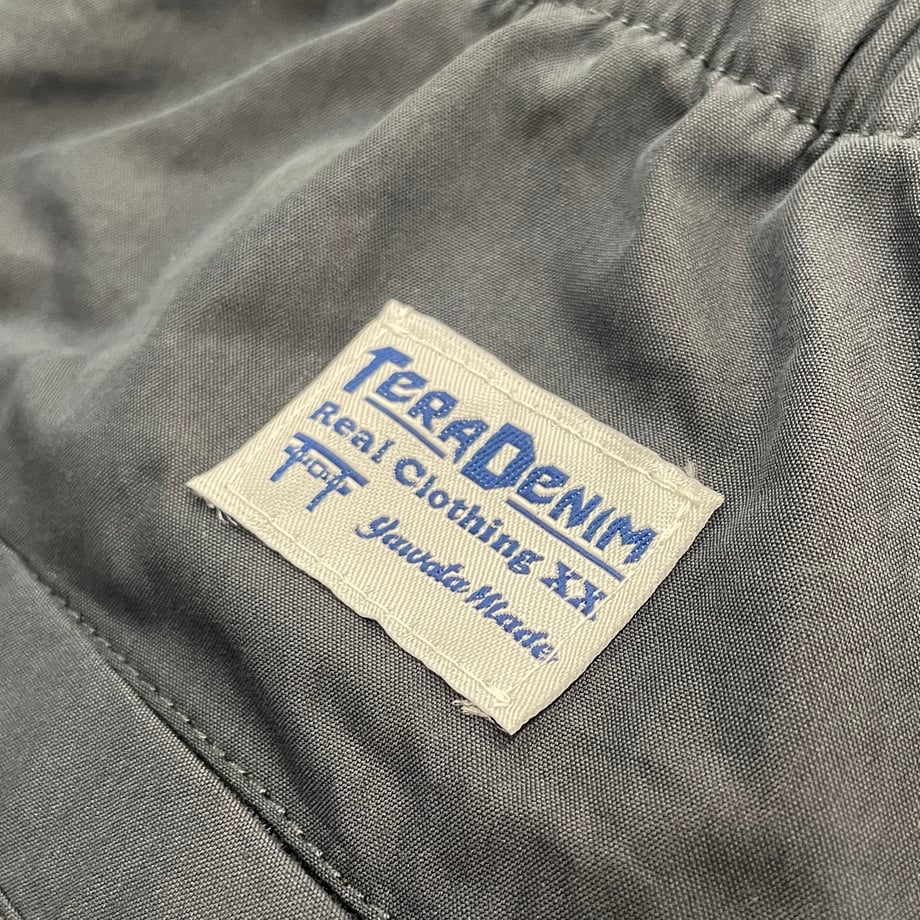 TERADENIM
Real Clothing XX
Yawata Made